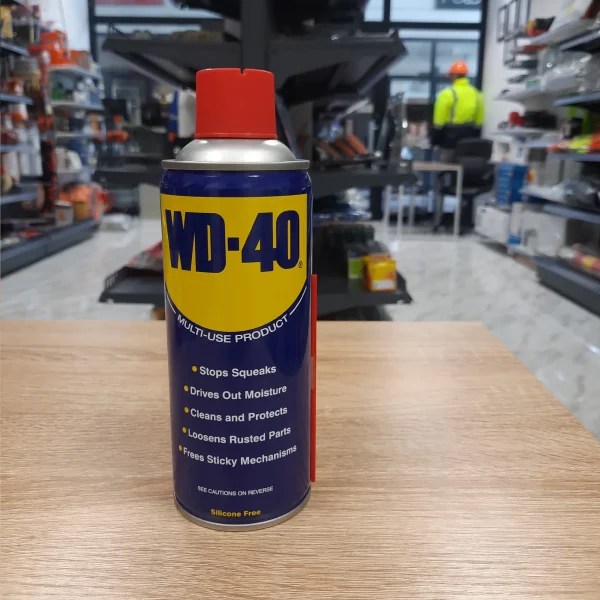 WD-40®
MULTI-USE PRODUCT
Stops Squeaks
Drives Out Moisture
Cleans and Protects
Loosens Rusted Parts
Frees Sticky Mechanisms
SEE CAUTIONS ON REVERSE
Silicone Free